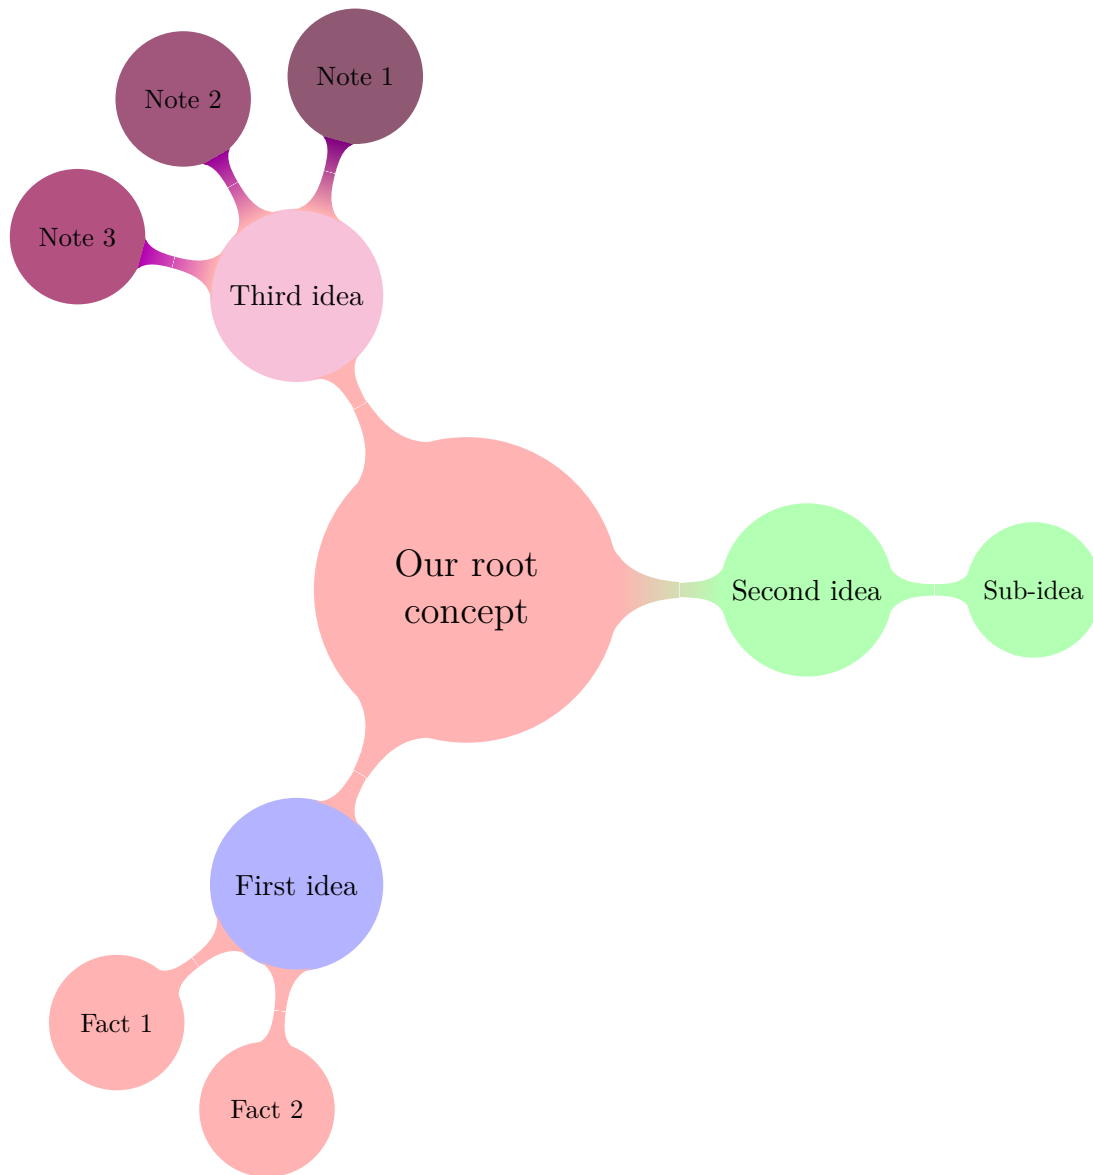 Note 1
Note 2
Note 3
Third idea
Our root
concept
Second idea
Sub-idea
First idea
Fact 1
Fact 2